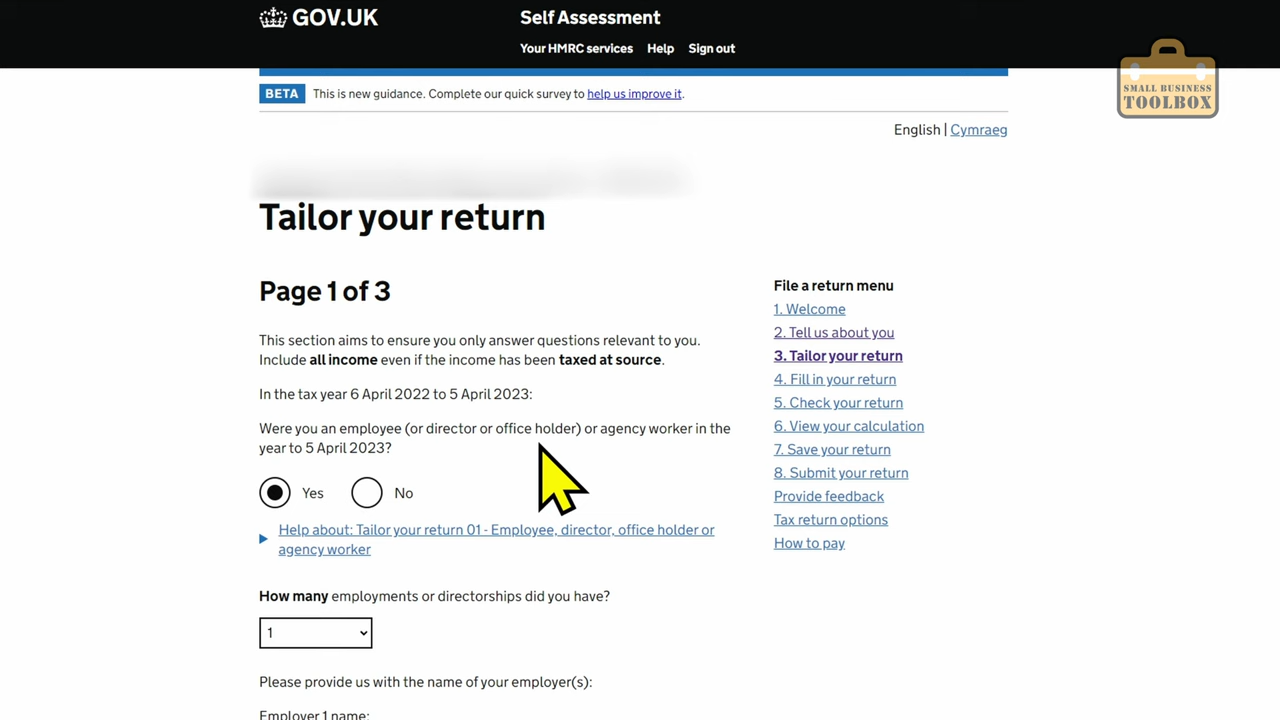 GOV.UK
Self Assessment
Your HMRC services Help Sign out
SMALL BUSINESS
TOOLBOX
BETA This is new guidance. Complete our quick survey to help us improve it.
English | Cymraeg
Tailor your return
Page 1 of 3
This section aims to ensure you only answer questions relevant to you.
Include all income even if the income has been taxed at source.
In the tax year 6 April 2022 to 5 April 2023:
Were you an employee (or director or office holder) or agency worker in the
year to 5 April 2023?
Yes No
Help about: Tailor your return 01 - Employee, director, office holder or
agency worker
How many employments or directorships did you have?
1
Please provide us with the name of your employer(s):
Employer 1 name:
File a return menu
1. Welcome
2. Tell us about you
3. Tailor your return
4. Fill in your return
5. Check your return
6. View your calculation
7. Save your return
8. Submit your return
Provide feedback
Tax return options
How to pay